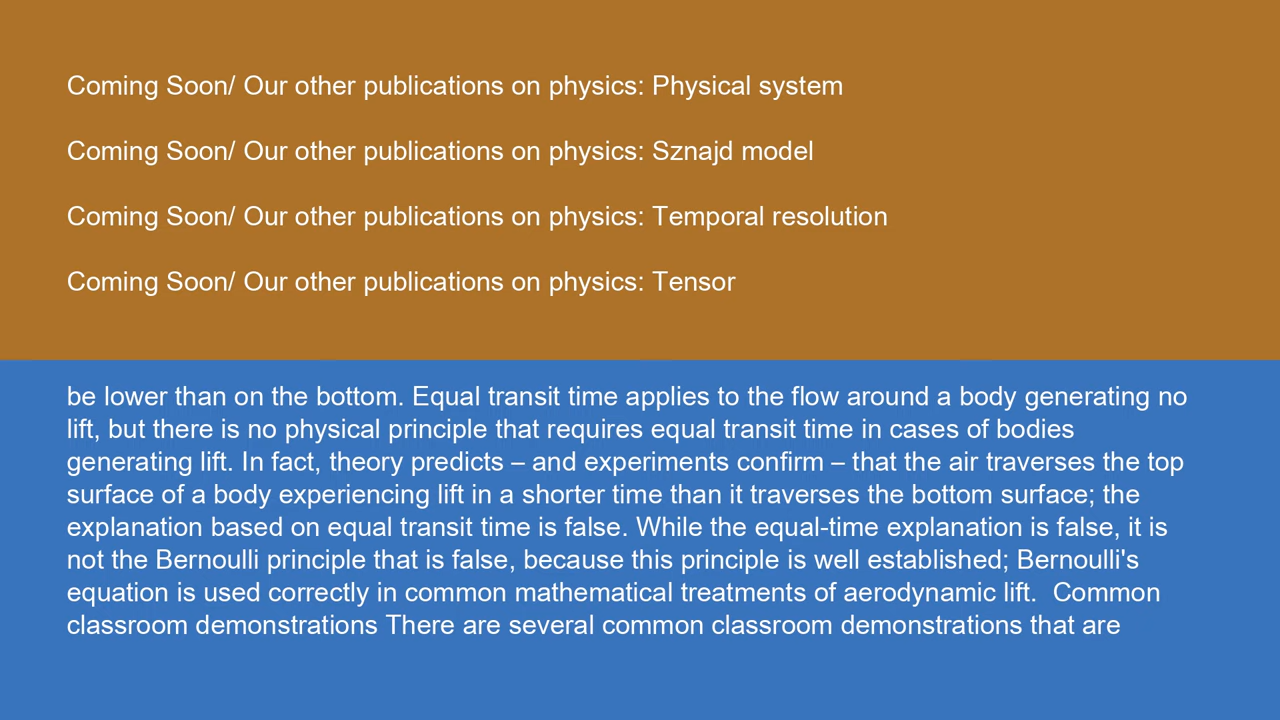 Coming Soon/ Our other publications on physics: Physical system
Coming Soon/ Our other publications on physics: Sznajd model
Coming Soon/ Our other publications on physics: Temporal resolution
Coming Soon/ Our other publications on physics: Tensor
be lower than on the bottom. Equal transit time applies to the flow around a body generating no
lift, but there is no physical principle that requires equal transit time in cases of bodies
generating lift. In fact, theory predicts – and experiments confirm – that the air traverses the top
surface of a body experiencing lift in a shorter time than it traverses the bottom surface; the
explanation based on equal transit time is false. While the equal-time explanation is false, it is
not the Bernoulli principle that is false, because this principle is well established; Bernoulli's
equation is used correctly in common mathematical treatments of aerodynamic lift.  Common
classroom demonstrations There are several common classroom demonstrations that are